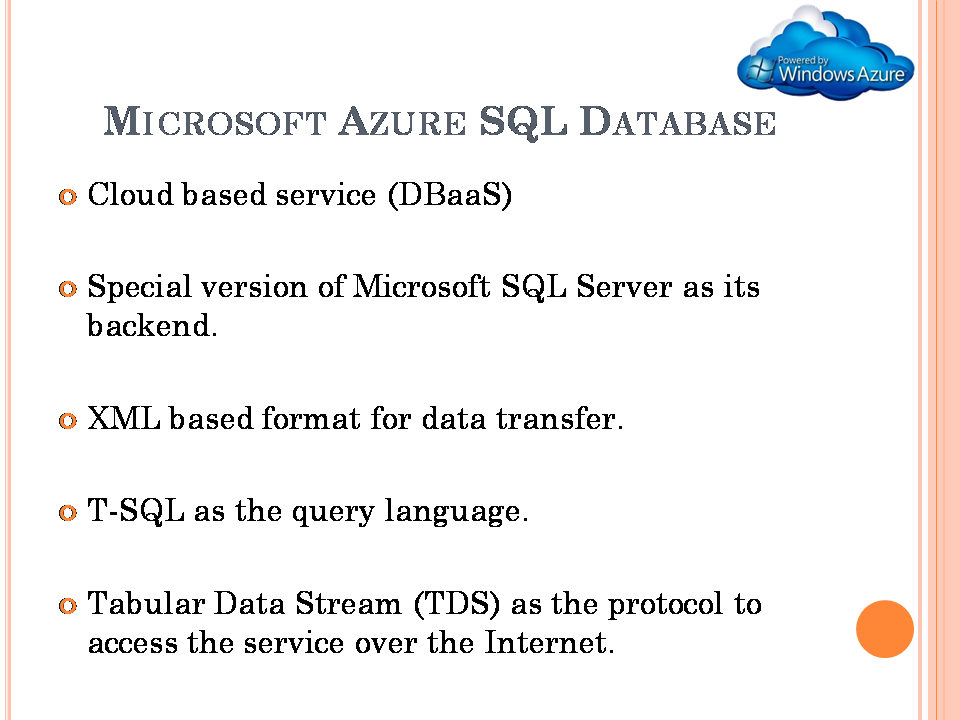 Powered by
Windows Azure
MICROSOFT AZURE SQL DATABASE
Cloud based service (DBaaS)
Special version of Microsoft SQL Server as its
backend.
XML based format for data transfer.
T-SQL as the query language.
Tabular Data Stream (TDS) as the protocol to
access the service over the Internet.